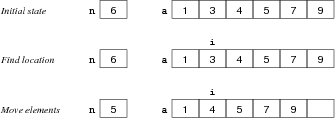 Initial state n 6 a 1 3 4 5 7 9
i
Find location n 6 a 1 3 4 5 7 9
i
Move elements n 5 a 1 4 5 7 9